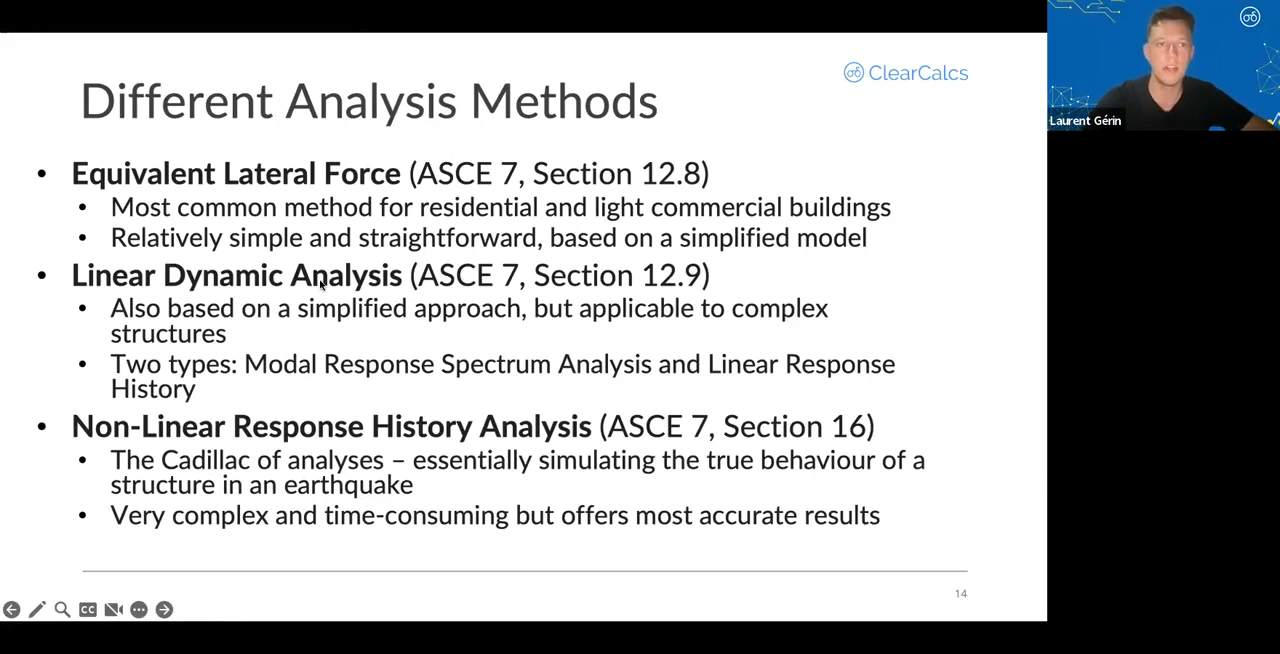 ClearCalcs
Different Analysis Methods
• Equivalent Lateral Force (ASCE 7, Section 12.8)
• Most common method for residential and light commercial buildings
• Relatively simple and straightforward, based on a simplified model
• Linear Dynamic Analysis (ASCE 7, Section 12.9)
• Also based on a simplified approach, but applicable to complex
structures
• Two types: Modal Response Spectrum Analysis and Linear Response
History
• Non-Linear Response History Analysis (ASCE 7, Section 16)
• The Cadillac of analyses – essentially simulating the true behaviour of a
structure in an earthquake
• Very complex and time-consuming but offers most accurate results
14
CC
Laurent Gérin